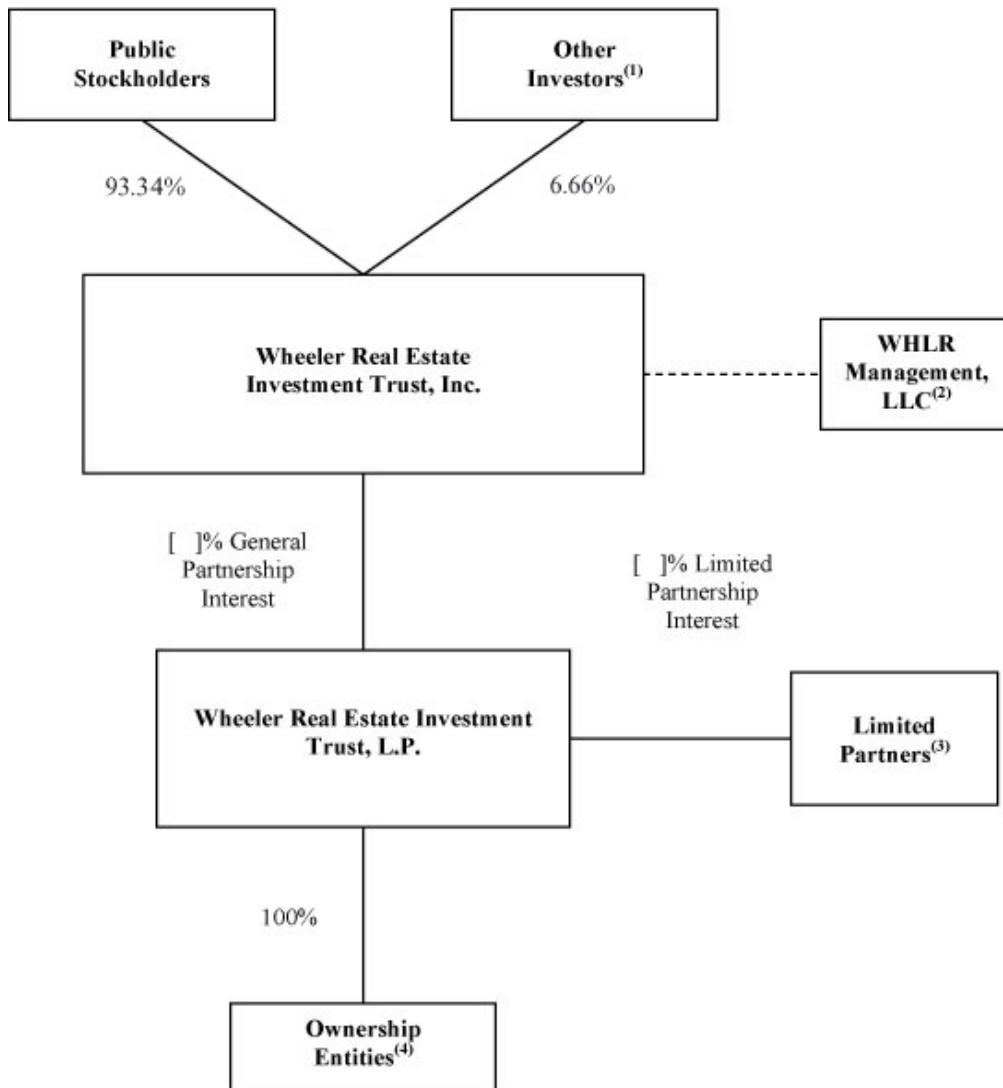 Public
Stockholders
Other
Investors(1)
93.34%
6.66%
Wheeler Real Estate
Investment Trust, Inc.
WHLR
Management,
LLC(2)
[ ]% General
Partnership
Interest
[ ]% Limited
Partnership
Interest
Wheeler Real Estate Investment
Trust, L.P.
Limited
Partners(3)
100%
Ownership
Entities(4)